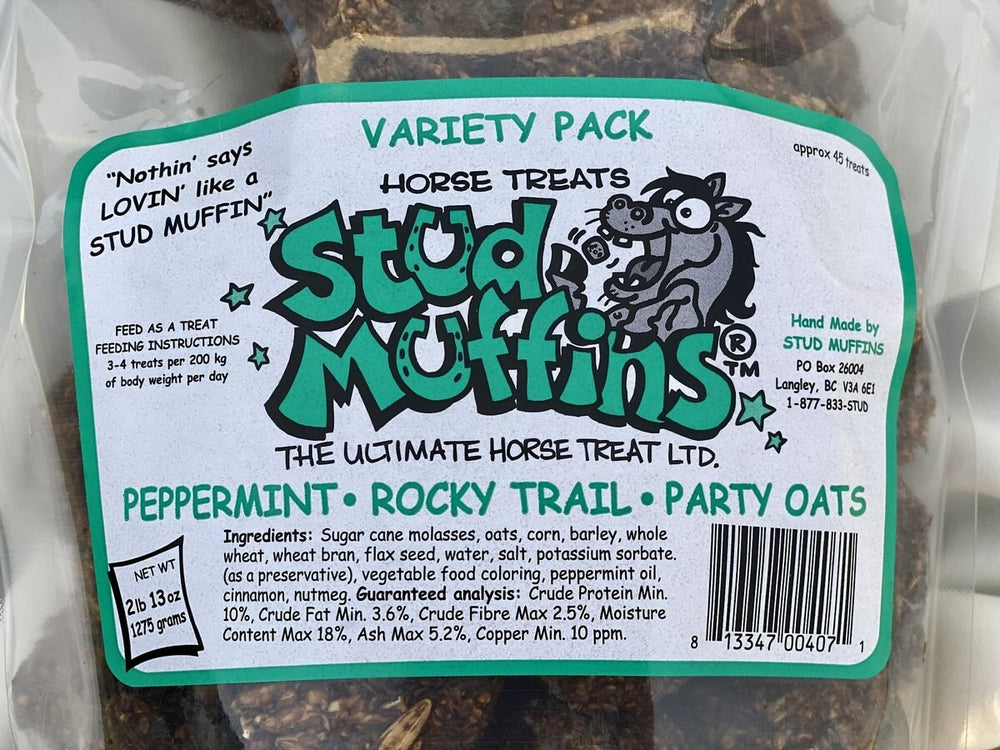 VARIETY PACK
approx 45 treats
"Nothin' says
LOVIN' like a
STUD MUFFIN"
HORSE TREATS
Stud
Muffins®
TM
FEED AS A TREAT
FEEDING INSTRUCTIONS
3-4 treats per 200 kg
of body weight per day
Hand Made by
STUD MUFFINS
PO Box 26004
Langley, BC V3A 6E1
1-877-833-STUD
THE ULTIMATE HORSE TREAT LTD.
PEPPERMINT • ROCKY TRAIL • PARTY OATS
NET WT
2lb 13oz
1275 grams
Ingredients: Sugar cane molasses, oats, corn, barley, whole
wheat, wheat bran, flax seed, water, salt, potassium sorbate.
(as a preservative), vegetable food coloring, peppermint oil,
cinnamon, nutmeg. Guaranteed analysis: Crude Protein Min.
10%, Crude Fat Min. 3.6%, Crude Fibre Max 2.5%, Moisture
Content Max 18%, Ash Max 5.2%, Copper Min. 10 ppm.
8 13347 00407 1